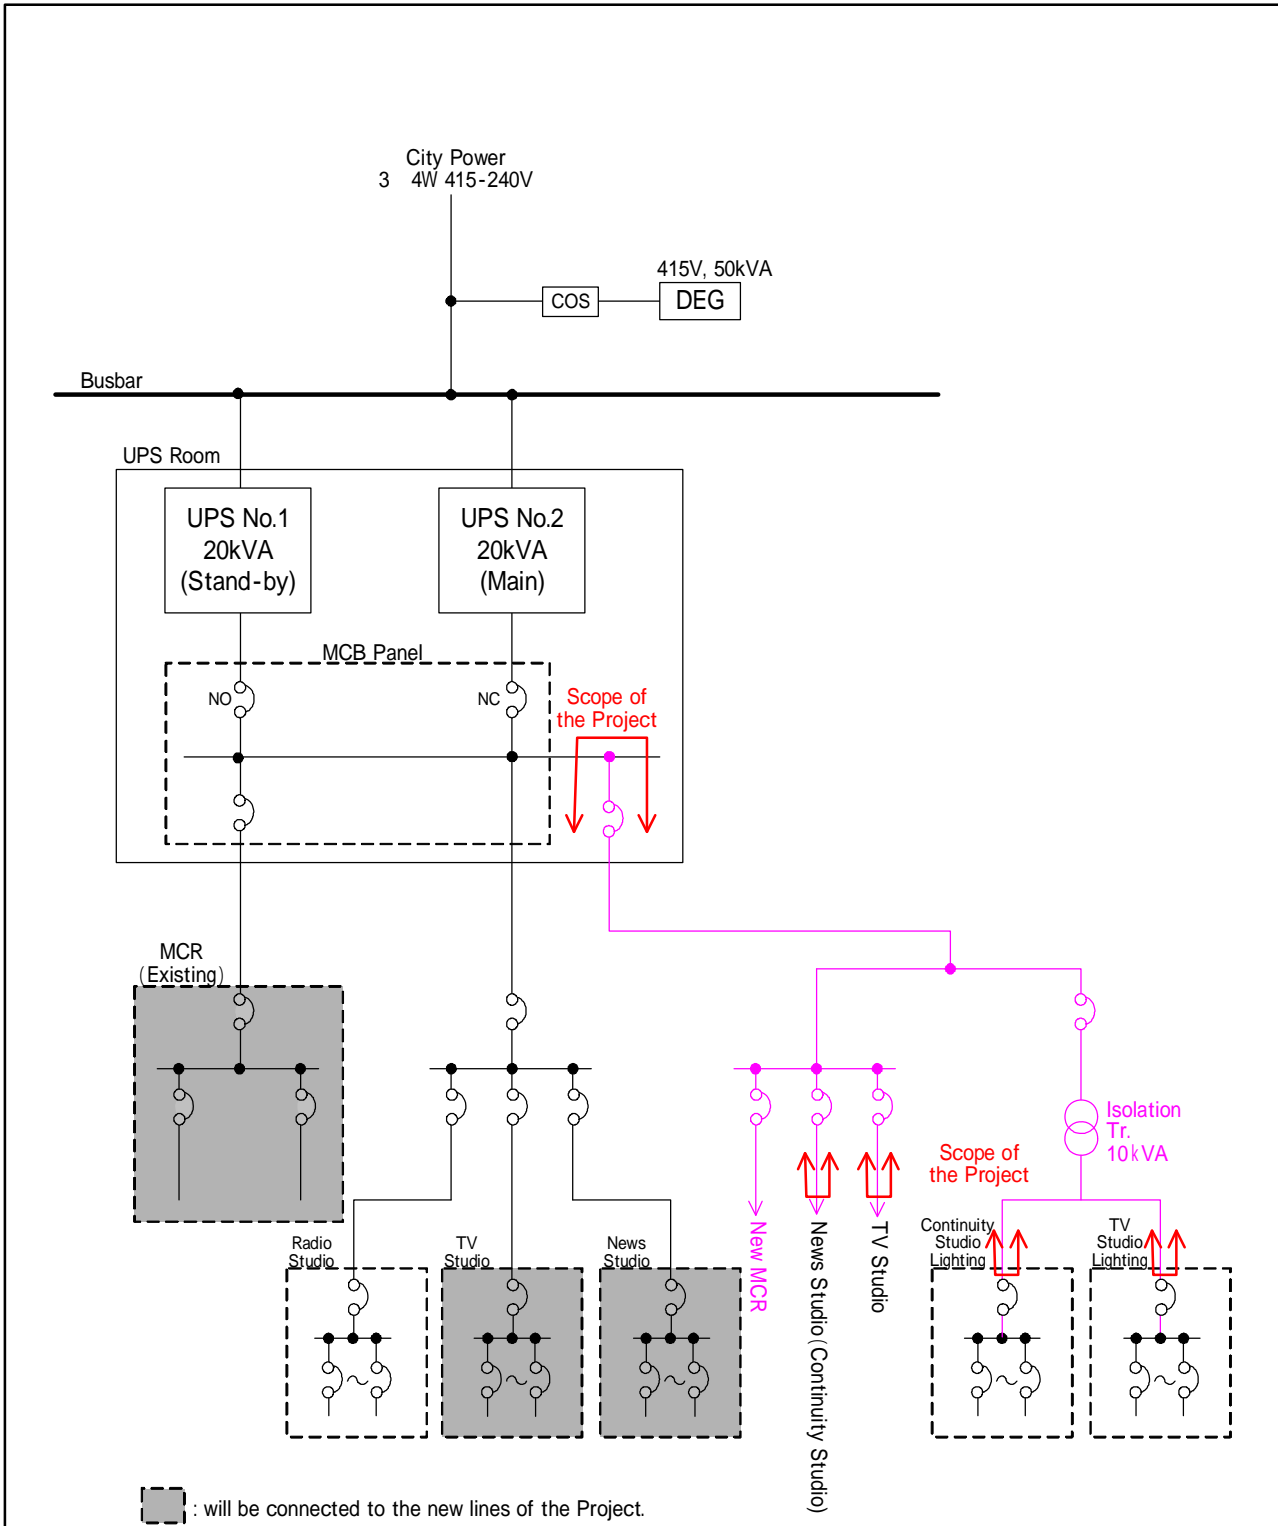 City Power
3 4W 415-240V
415V, 50kVA
COS
DEG
Busbar
UPS Room
UPS No.1
20kVA
(Stand-by)
UPS No.2
20kVA
(Main)
MCB Panel
NO
NC
Scope of
the Project
MCR
(Existing)
Isolation
Tr.
10kVA
Scope of
the Project
Radio
Studio
TV
Studio
News
Studio
New MCR
News Studio(Continuity Studio)
TV Studio
Continuity
Studio
Lighting
TV
Studio
Lighting
: will be connected to the new lines of the Project.